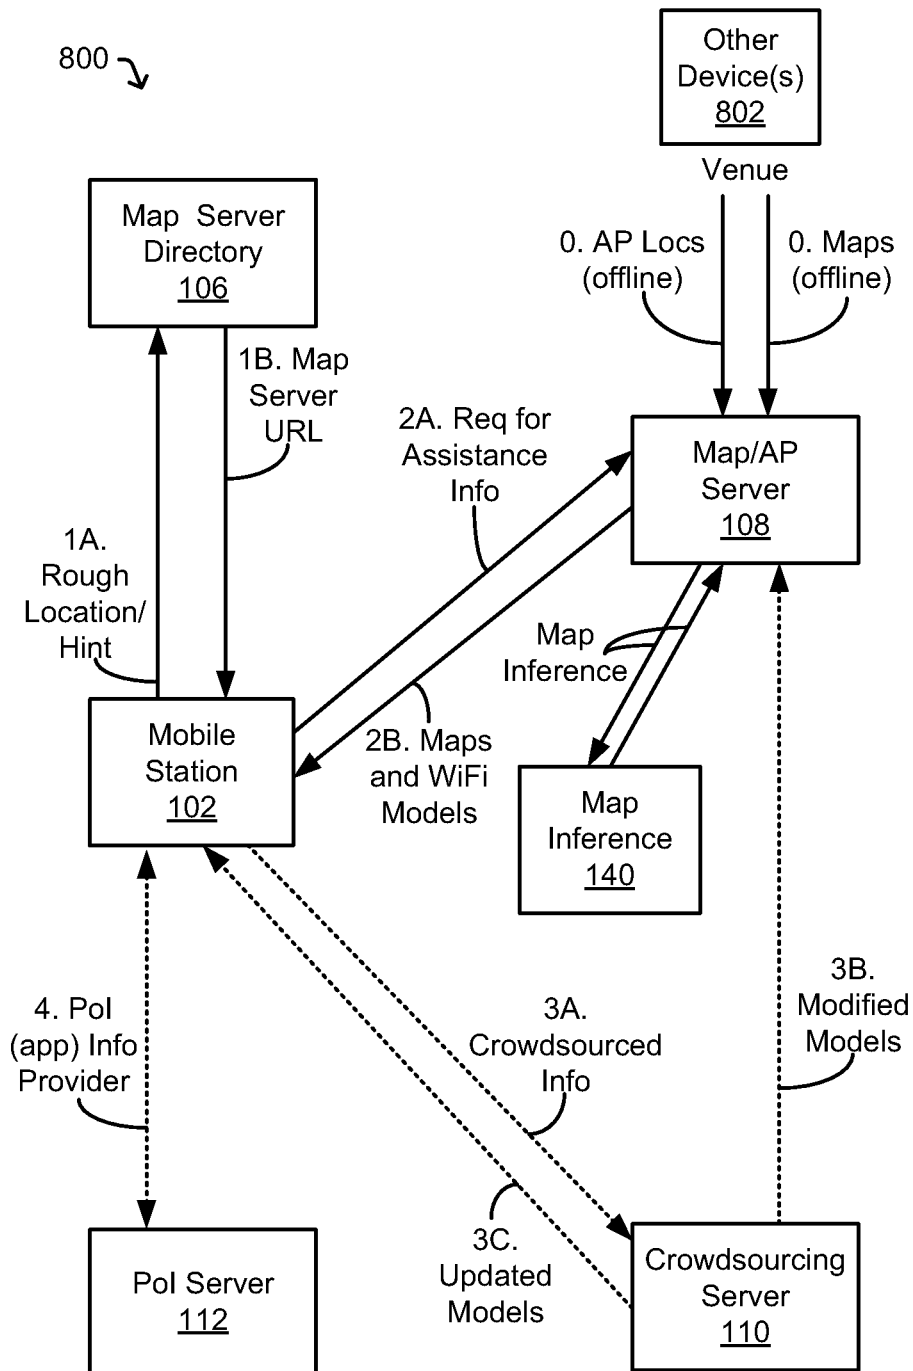 800
Other
Device(s)
802
Venue
Map Server
Directory
106
0. AP Locs
(offline)
0. Maps
(offline)
1B. Map
Server
URL
2A. Req for
Assistance
Info
Map/AP
Server
108
1A.
Rough
Location/
Hint
Map
Inference
Mobile
Station
102
2B. Maps
and WiFi
Models
Map
Inference
140
4. PoI
(app) Info
Provider
3A.
Crowdsourced
Info
3B.
Modified
Models
3C.
Updated
Models
PoI Server
112
Crowdsourcing
Server
110